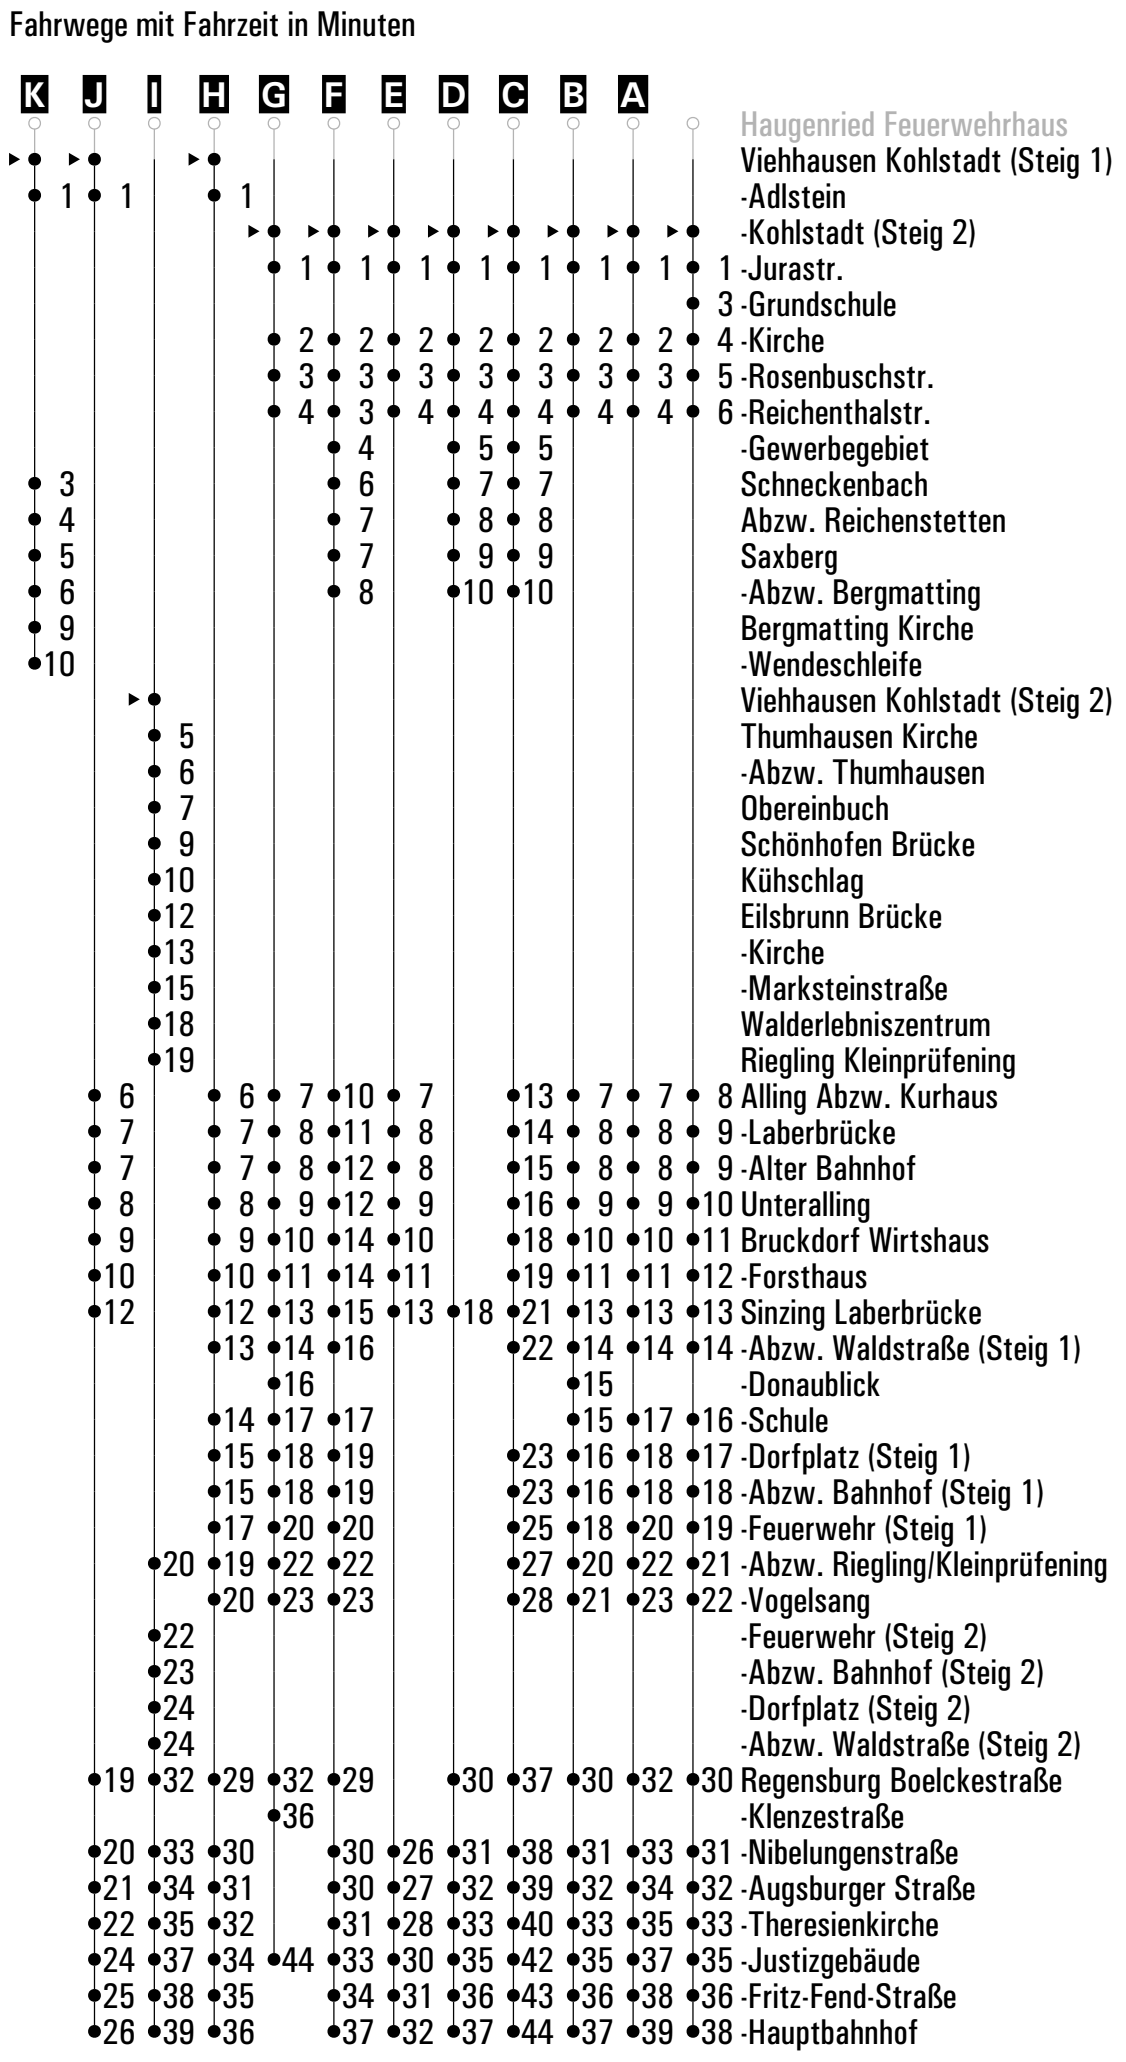 Fahrwege mit Fahrzeit in Minuten
K J I H G F E D C B A
Haugenried Feuerwehrhaus
Viehhausen Kohlstadt (Steig 1)
1 1 1 -Adlstein
-Kohlstadt (Steig 2)
1 1 1 1 1 1 1 1 -Jurastr.
3 -Grundschule
2 2 2 2 2 2 2 4 -Kirche
3 3 3 3 3 3 3 5 -Rosenbuschstr.
4 3 4 4 4 4 4 6 -Reichenthalstr.
4 5 5 -Gewerbegebiet
3 6 7 7 Schneckenbach
4 7 8 8 Abzw. Reichenstetten
5 7 9 9 Saxberg
6 8 10 10 -Abzw. Bergmatting
9 Bergmatting Kirche
10 -Wendeschleife
Viehhausen Kohlstadt (Steig 2)
5 Thumhausen Kirche
6 -Abzw. Thumhausen
7 Obereinbuch
9 Schönhofen Brücke
10 Kühschlag
12 Eilsbrunn Brücke
13 -Kirche
15 -Marksteinstraße
18 Walderlebniszentrum
19 Riegling Kleinprüfening
6 6 7 10 7 13 7 7 8 Alling Abzw. Kurhaus
7 7 8 11 8 14 8 8 9 -Laberbrücke
7 7 8 12 8 15 8 8 9 -Alter Bahnhof
8 8 9 12 9 16 9 9 10 Unteralling
9 9 10 14 10 18 10 10 11 Bruckdorf Wirtshaus
10 10 11 14 11 19 11 11 12 -Forsthaus
12 12 13 15 13 18 21 13 13 13 Sinzing Laberbrücke
13 14 16 22 14 14 14 -Abzw. Waldstraße (Steig 1)
16 15 -Donaublick
14 17 17 15 17 16 -Schule
15 18 19 23 16 18 17 -Dorfplatz (Steig 1)
15 18 19 23 16 18 18 -Abzw. Bahnhof (Steig 1)
17 20 20 25 18 20 19 -Feuerwehr (Steig 1)
20 19 22 22 27 20 22 21 -Abzw. Riegling/Kleinprüfening
20 23 23 28 21 23 22 -Vogelsang
22 -Feuerwehr (Steig 2)
23 -Abzw. Bahnhof (Steig 2)
24 -Dorfplatz (Steig 2)
24 -Abzw. Waldstraße (Steig 2)
19 32 29 32 29 30 37 30 32 30 Regensburg Boelckestraße
36 -Klenzestraße
20 33 30 30 26 31 38 31 33 31 -Nibelungenstraße
21 34 31 30 27 32 39 32 34 32 -Augsburger Straße
22 35 32 31 28 33 40 33 35 33 -Theresienkirche
24 37 34 44 33 30 35 42 35 37 35 -Justizgebäude
25 38 35 34 31 36 43 36 38 36 -Fritz-Fend-Straße
26 39 36 37 32 37 44 37 39 38 -Hauptbahnhof